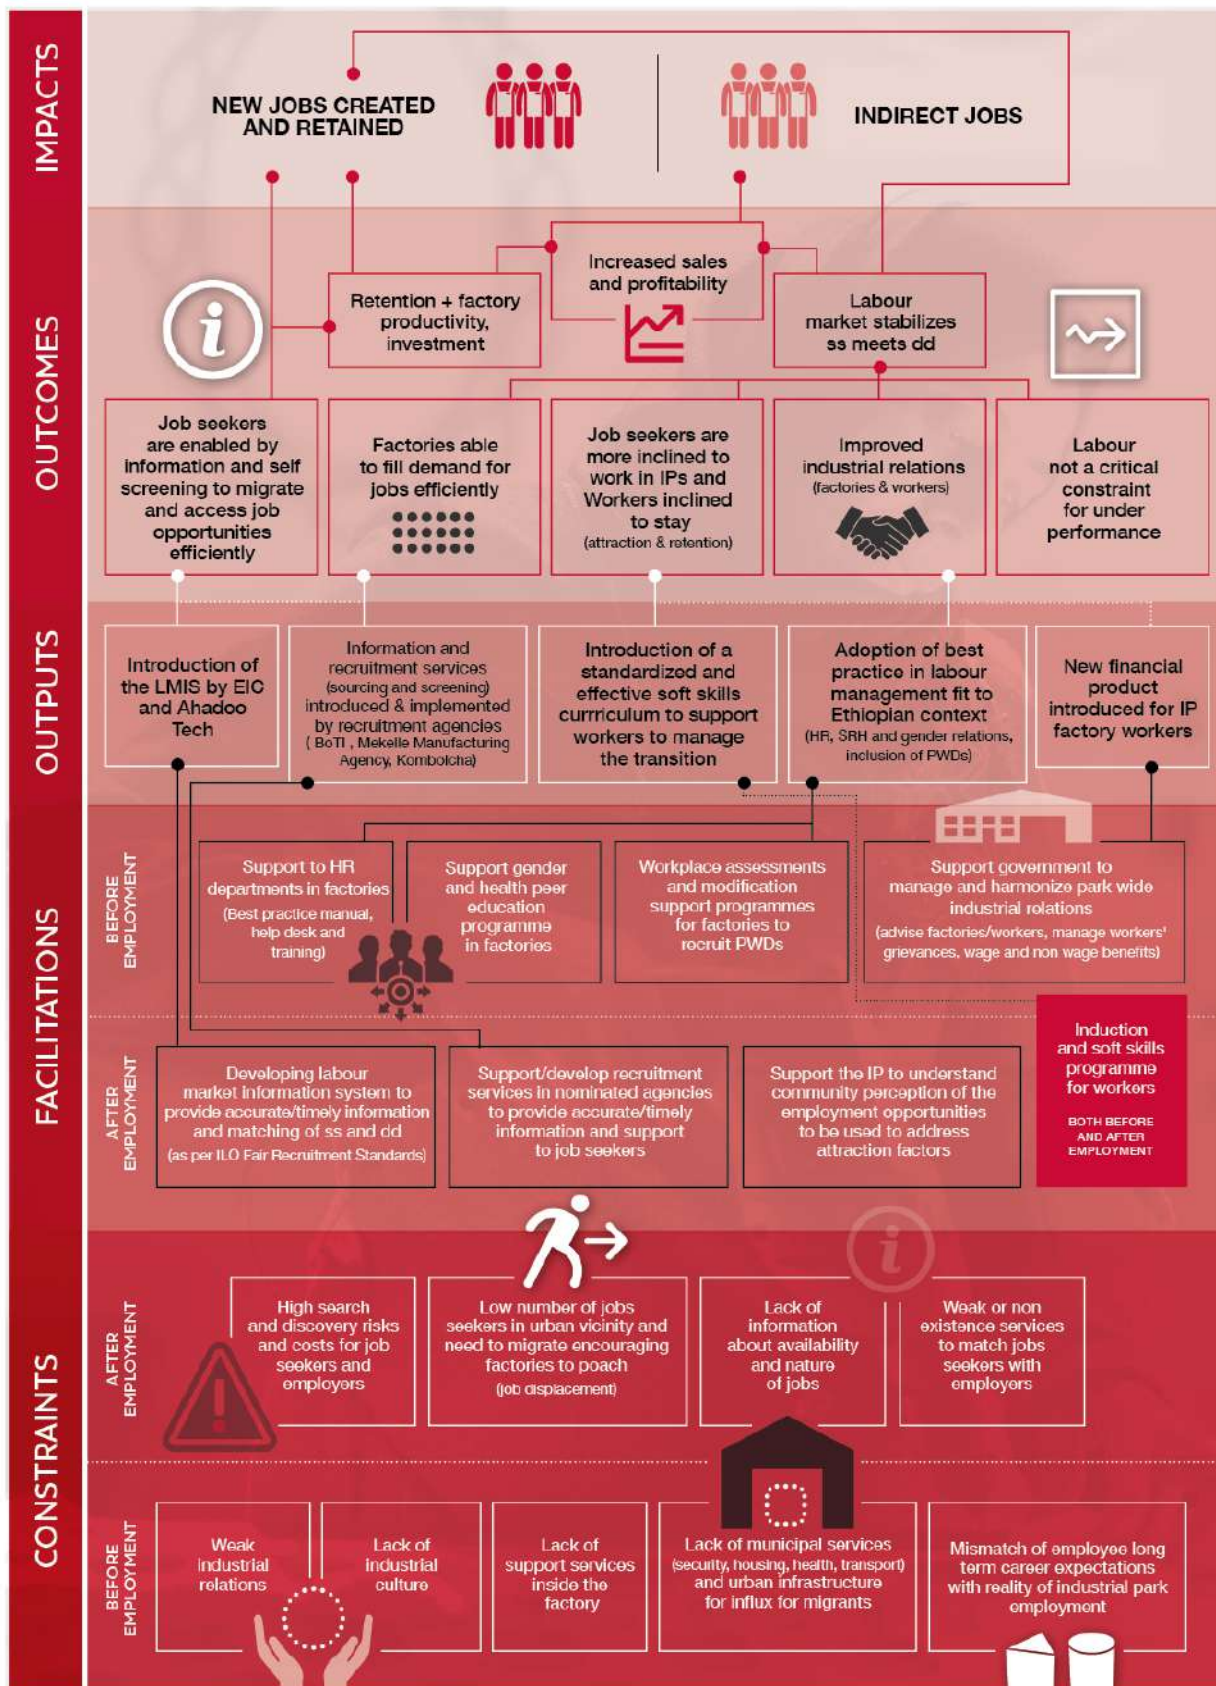 IMPACTS
NEW JOBS CREATED
AND RETAINED
INDIRECT JOBS
OUTCOMES
Increased sales
and profitability
Retention + factory
productivity,
investment
Labour
market stabilizes
ss meets dd
Job seekers
are enabled by
information and self
screening to migrate
and access job
opportunities
efficiently
Factories able
to fill demand for
jobs efficiently
Job seekers are
more inclined to
work in IPs and
Workers inclined
to stay
(attraction & retention)
Improved
industrial relations
(factories & workers)
Labour
not a critical
constraint
for under
performance
OUTPUTS
Introduction of
the LMIS by EIC
and Ahadoo
Tech
Information and
recruitment services
(sourcing and screening)
introduced & implemented
by recruitment agencies
( BoTI , Mekelle Manufacturing
Agency, Kombolcha)
Introduction of a
standardized and
effective soft skills
currriculum to support
workers to manage
the transition
Adoption of best
practice in labour
management fit to
Ethiopian context
(HR, SRH and gender relations,
inclusion of PWDs)
New financial
product
introduced for IP
factory workers
FACILITATIONS
BEFORE
EMPLOYMENT
Support to HR
departments in factories
(Best practice manual,
help desk and
training)
Support gender
and health peer
education
programme
in factories
Workplace assessments
and modification
support programmes
for factories to
recruit PWDs
Support government to
manage and harmonize park wide
industrial relations
(advise factories/workers, manage workers'
grievances, wage and non wage benefits)
AFTER
EMPLOYMENT
Developing labour
market information system to
provide accurate/timely information
and matching of ss and dd
(as per ILO Fair Recruitment Standards)
Support/develop recruitment
services in nominated agencies
to provide accurate/timely
information and support
to job seekers
Support the IP to understand
community perception of the
employment opportunities
to be used to address
attraction factors
Induction
and soft skills
programme
for workers
BOTH BEFORE
AND AFTER
EMPLOYMENT
CONSTRAINTS
AFTER
EMPLOYMENT
High search
and discovery risks
and costs for job
seekers and
employers
Low number of jobs
seekers in urban vicinity and
need to migrate encouraging
factories to poach
(job displacement)
Lack of
information
about availability
and nature
of jobs
Weak or non
existence services
to match jobs
seekers with
employers
BEFORE
EMPLOYMENT
Weak
industrial
relations
Lack of
industrial
culture
Lack of
support services
inside the
factory
Lack of municipal services
(security, housing, health, transport)
and urban infrastructure
for influx for migrants
Mismatch of employee long
term career expectations
with reality of industrial park
employment